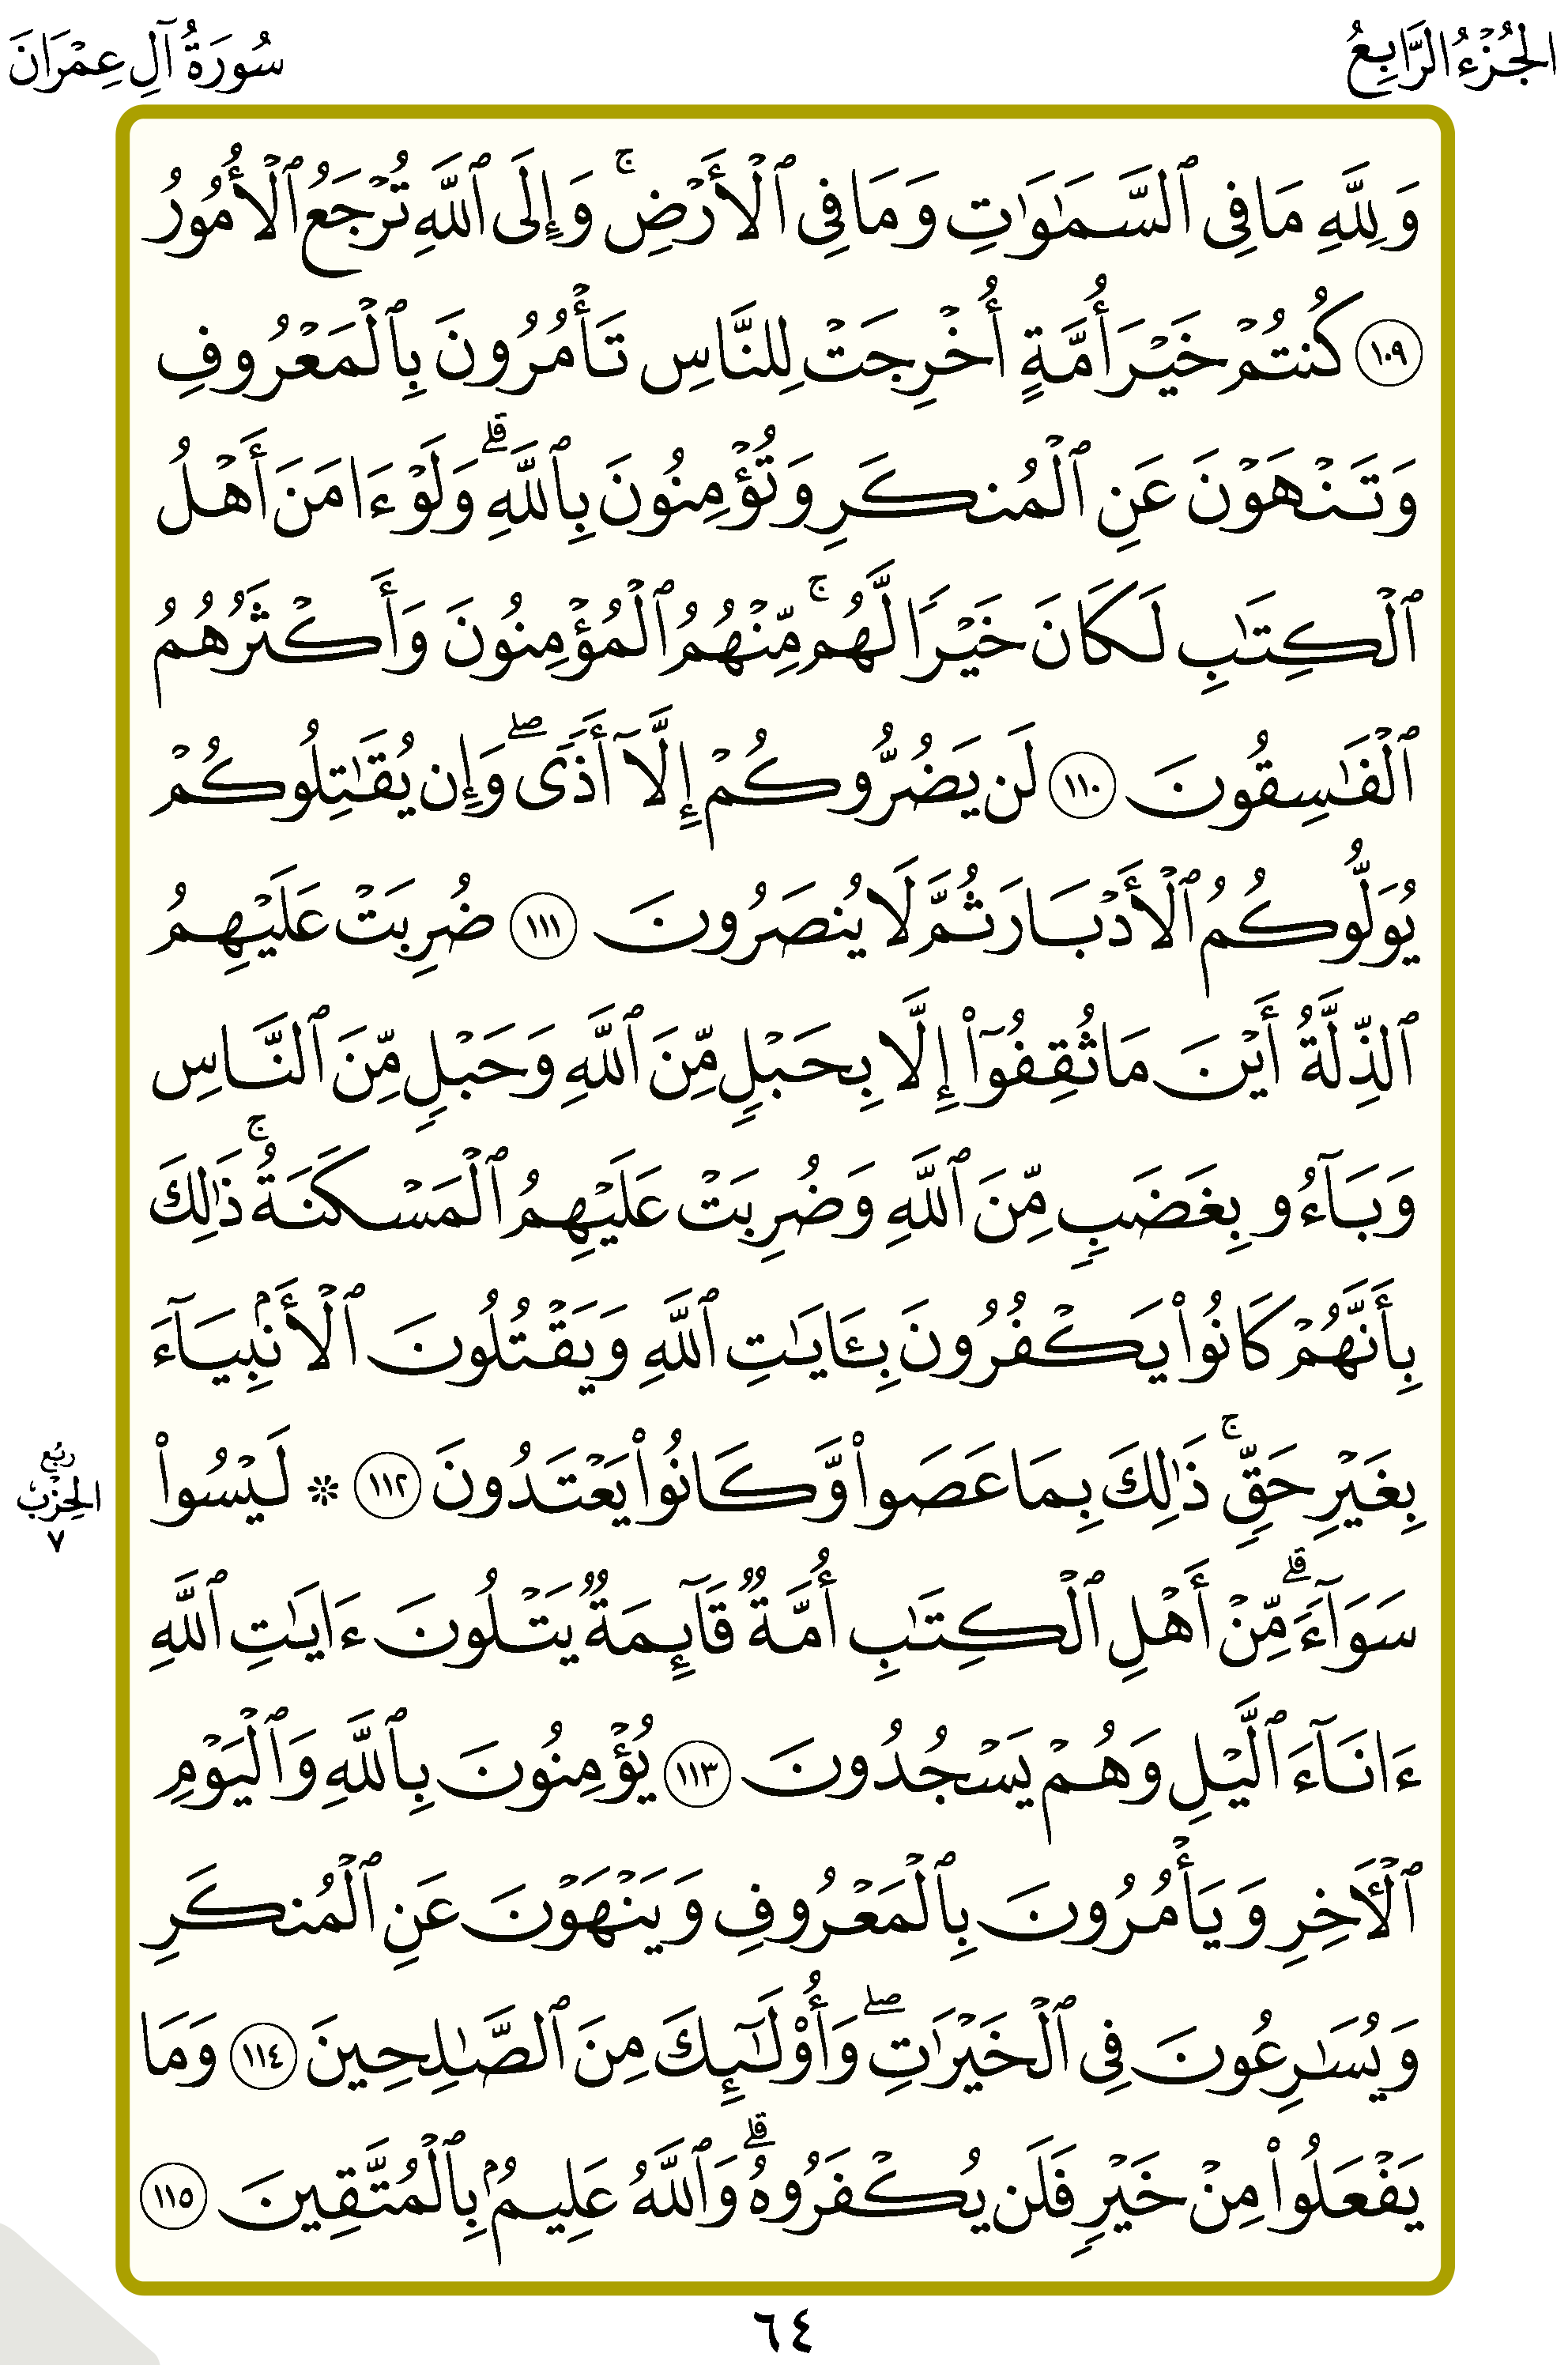 الجُزْءُ الرَّابِعُ
سُورَةُ آلِ عِمْرَانَ
وَلِلَّهِ مَا فِي ٱلسَّمَٰوَٰتِ وَمَا فِي ٱلْأَرْضِۚ وَإِلَى ٱللَّهِ تُرْجَعُ ٱلْأُمُورُ
١٠٩ كُنتُمْ خَيْرَ أُمَّةٍ أُخْرِجَتْ لِلنَّاسِ تَأْمُرُونَ بِٱلْمَعْرُوفِ
وَتَنْهَوْنَ عَنِ ٱلْمُنكَرِ وَتُؤْمِنُونَ بِٱللَّهِۗ وَلَوْ ءَامَنَ أَهْلُ
ٱلْكِتَٰبِ لَكَانَ خَيْرًا لَّهُمۚ مِّنْهُمُ ٱلْمُؤْمِنُونَ وَأَكْثَرُهُمُ
ٱلْفَٰسِقُونَ ١١٠ لَن يَضُرُّوكُمْ إِلَّآ أَذًىۖ وَإِن يُقَٰتِلُوكُمْ
يُوَلُّوكُمُ ٱلْأَدْبَارَ ثُمَّ لَا يُنصَرُونَ ١١١ ضُرِبَتْ عَلَيْهِمُ
ٱلذِّلَّةُ أَيْنَ مَا ثُقِفُوٓا۟ إِلَّا بِحَبْلٍ مِّنَ ٱللَّهِ وَحَبْلٍ مِّنَ ٱلنَّاسِ
وَبَآءُو بِغَضَبٍ مِّنَ ٱللَّهِ وَضُرِبَتْ عَلَيْهِمُ ٱلْمَسْكَنَةُۚ ذَٰلِكَ
بِأَنَّهُمْ كَانُوا۟ يَكْفُرُونَ بِـَٔايَٰتِ ٱللَّهِ وَيَقْتُلُونَ ٱلْأَنۢبِيَآءَ
بِغَيْرِ حَقٍّۚ ذَٰلِكَ بِمَا عَصَوا۟ وَّكَانُوا۟ يَعْتَدُونَ ١١٢ ۞ لَيْسُوا۟
رُبع
الحِزْب
٧
سَوَآءًۗ مِّنْ أَهْلِ ٱلْكِتَٰبِ أُمَّةٌ قَآئِمَةٌ يَتْلُونَ ءَايَٰتِ ٱللَّهِ
ءَانَآءَ ٱلَّيْلِ وَهُمْ يَسْجُدُونَ ١١٣ يُؤْمِنُونَ بِٱللَّهِ وَٱلْيَوْمِ
ٱلْـَٔاخِرِ وَيَأْمُرُونَ بِٱلْمَعْرُوفِ وَيَنْهَوْنَ عَنِ ٱلْمُنكَرِ
وَيُسَٰرِعُونَ فِي ٱلْخَيْرَٰتِۖ وَأُو۟لَٰٓئِكَ مِنَ ٱلصَّٰلِحِينَ ١١٤ وَمَا
يَفْعَلُوا۟ مِنْ خَيْرٍ فَلَن يُكْفَرُوهُۗ وَٱللَّهُ عَلِيمٌۢ بِٱلْمُتَّقِينَ ١١٥
٦٤